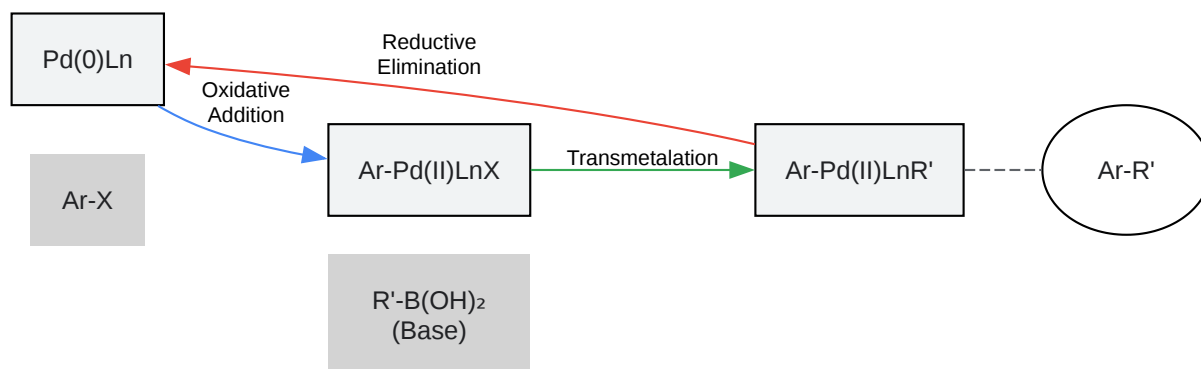 Pd(0)Ln
Reductive
Elimination
Oxidative
Addition
Ar-X
Ar-Pd(II)LnX
Transmetalation
Ar-Pd(II)LnR'
Ar-R'
R'-B(OH)₂
(Base)